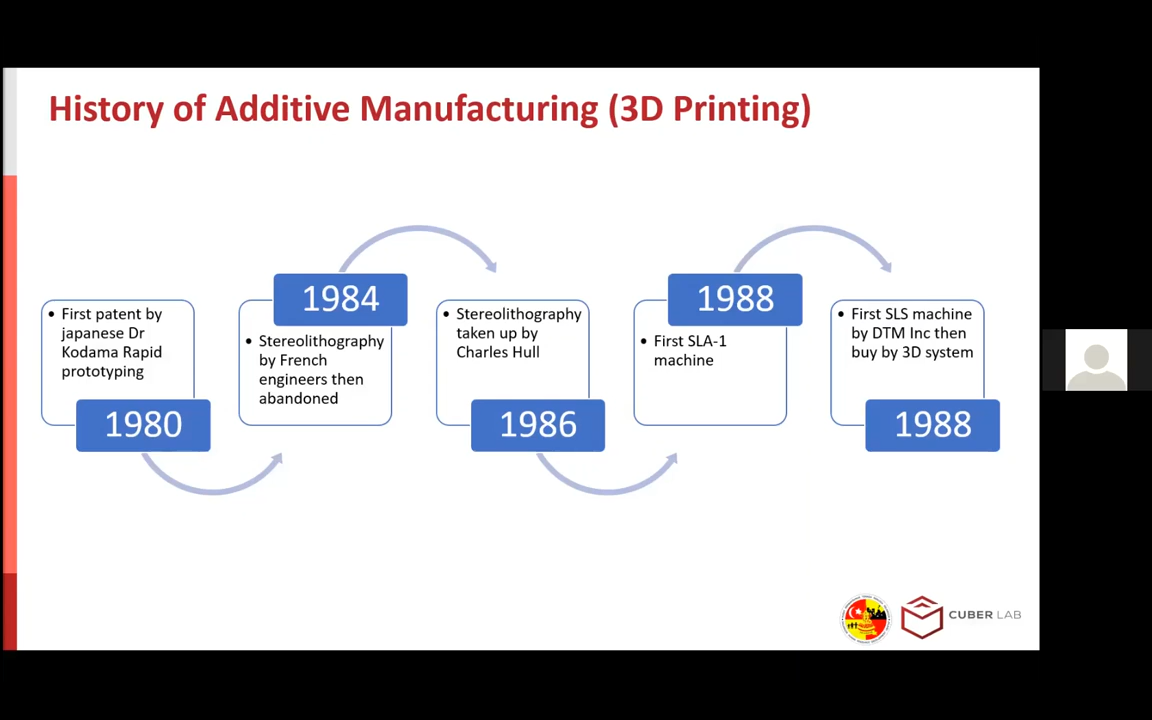 History of Additive Manufacturing (3D Printing)
• First patent by
japanese Dr
Kodama Rapid
prototyping
1980
1984
• Stereolithography
by French
engineers then
abandoned
• Stereolithography
taken up by
Charles Hull
1986
1988
• First SLA-1
machine
• First SLS machine
by DTM Inc then
buy by 3D system
1988
CUBER LAB